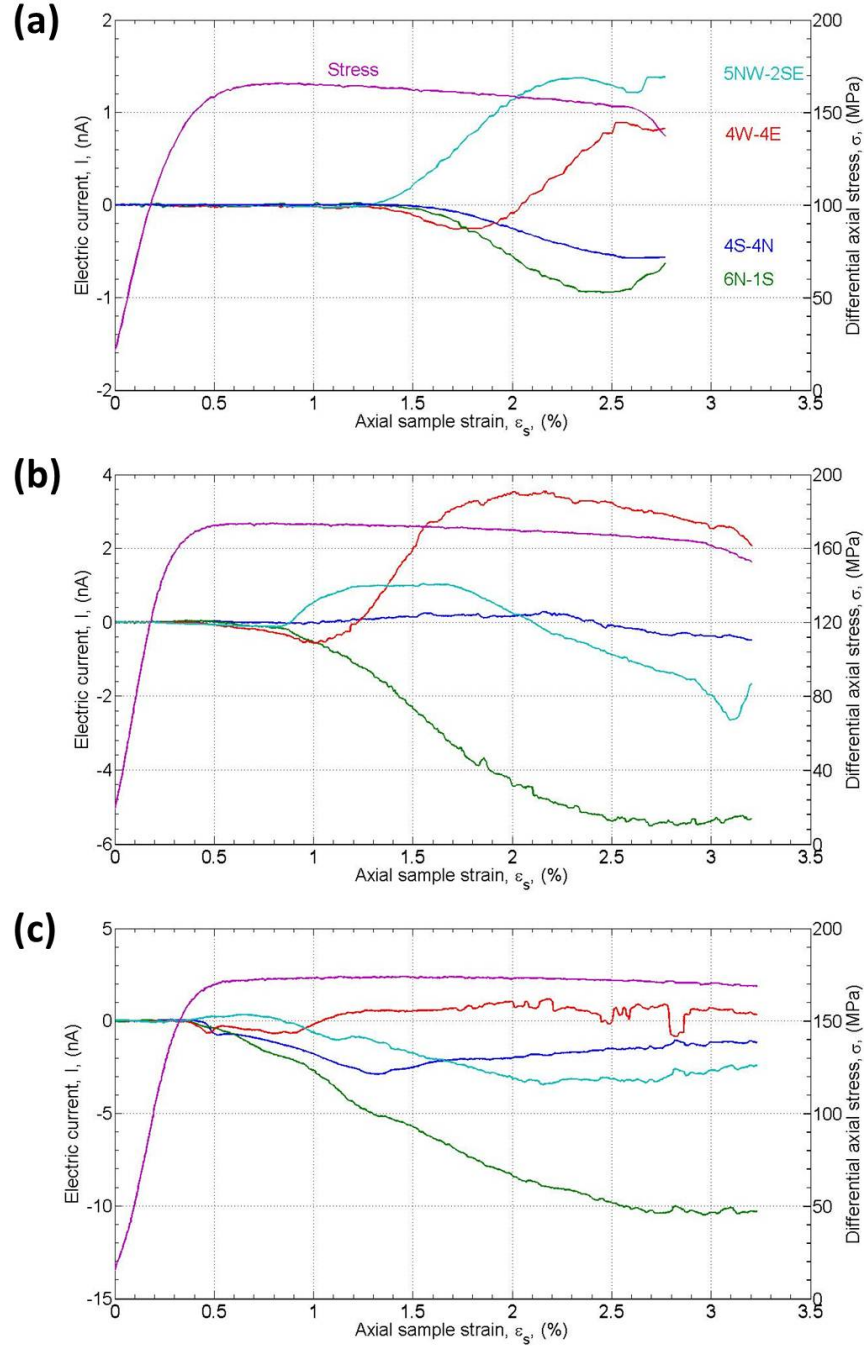 (a)
2
1
0
-1
-2
Electric current, I, (nA)
Stress
5NW-2SE
4W-4E
4S-4N
6N-1S
200
150
100
50
0
Differential axial stress, σ, (MPa)
0 0.5 1 1.5 2 2.5 3 3.5
Axial sample strain, εs, (%)
(b)
4
2
0
-2
-4
-6
Electric current, I, (nA)
200
160
120
80
40
0
Differential axial stress, σ, (MPa)
0 0.5 1 1.5 2 2.5 3 3.5
Axial sample strain, εs, (%)
(c)
5
0
-5
-10
-15
Electric current, I, (nA)
200
150
100
50
0
Differential axial stress, σ, (MPa)
0 0.5 1 1.5 2 2.5 3 3.5
Axial sample strain, εs, (%)